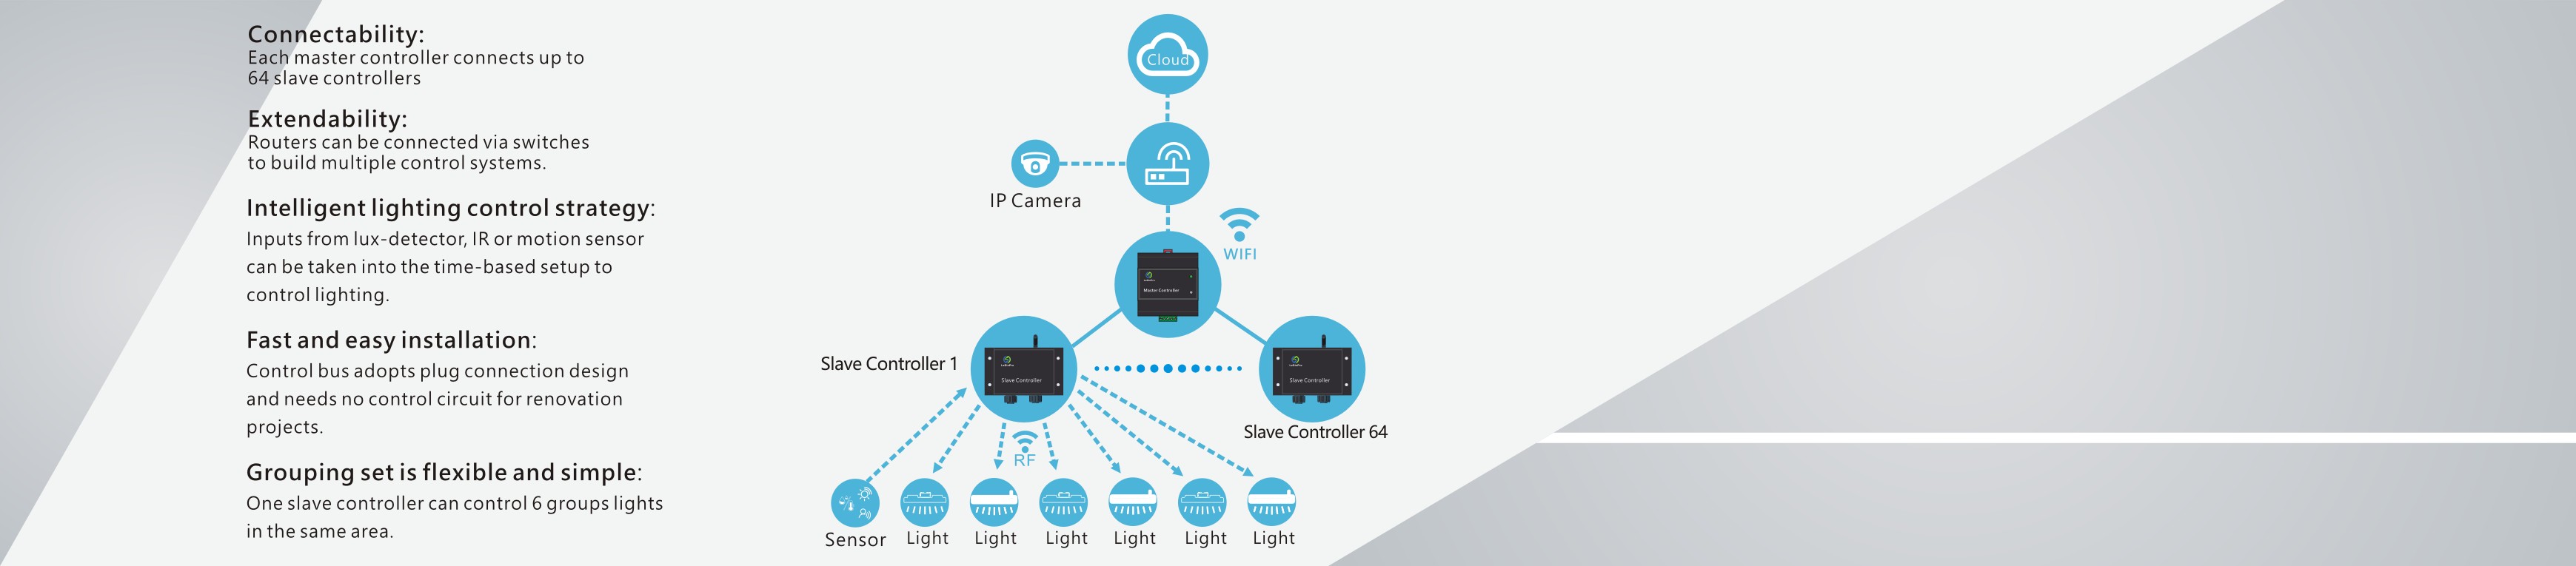 Connectability:
Each master controller connects up to
64 slave controllers
Extendability:
Routers can be connected via switches
to build multiple control systems.
Intelligent lighting control strategy:
Inputs from lux-detector, IR or motion sensor
can be taken into the time-based setup to
control lighting.
Fast and easy installation:
Control bus adopts plug connection design
and needs no control circuit for renovation
projects.
Grouping set is flexible and simple:
One slave controller can control 6 groups lights
in the same area.
Cloud
IP Camera
WIFI
Master Controller
Slave Controller 1
Slave Controller
Slave Controller
Slave Controller 64
RF
Sensor
Light
Light
Light
Light
Light
Light